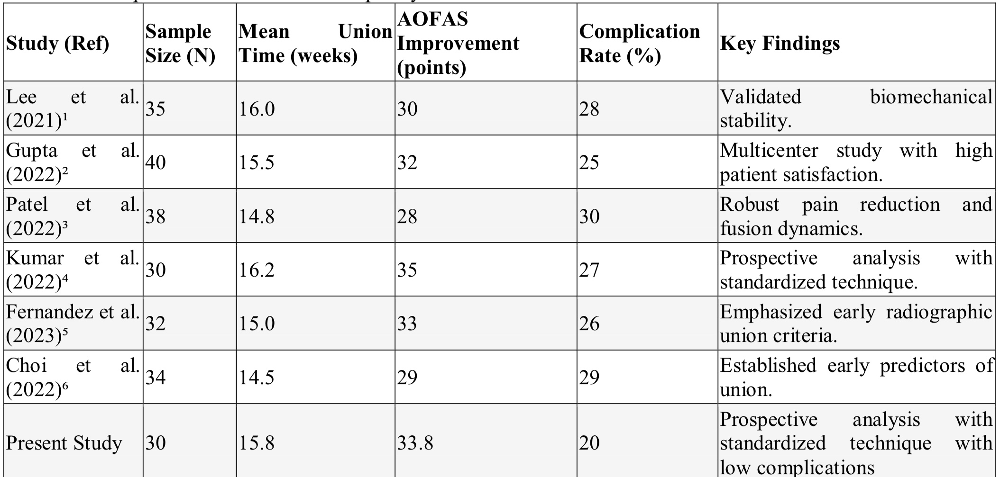 Study (Ref)
Sample
Size (N)
Mean Union
Time (weeks)
AOFAS
Improvement
(points)
Complication
Rate (%)
Key Findings
Lee et al.
(2021)¹
35
16.0
30
28
Validated biomechanical
stability.
Gupta et al.
(2022)²
40
15.5
32
25
Multicenter study with high
patient satisfaction.
Patel et al.
(2022)³
38
14.8
28
30
Robust pain reduction and
fusion dynamics.
Kumar et al.
(2022)⁴
30
16.2
35
27
Prospective analysis with
standardized technique.
Fernandez et al.
(2023)⁵
32
15.0
33
26
Emphasized early radiographic
union criteria.
Choi et al.
(2022)⁶
34
14.5
29
29
Established early predictors of
union.
Present Study
30
15.8
33.8
20
Prospective analysis with
standardized technique with
low complications